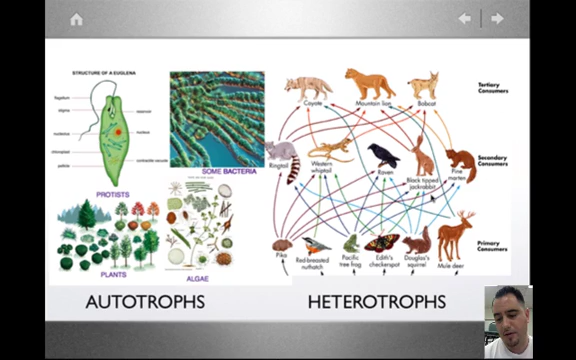 STRUCTURE OF A EUGLENA
flagellum
stigma
reservoir
nucleus
chloroplast
contractile vacuole
pellicle
PROTISTS
SOME BACTERIA
PLANTS
ALGAE
AUTOTROPHS
Coyote
Mountain lion
Bobcat
Tertiary
Consumers
Ringtail
Western
whiptail
Raven
Black tipped
jackrabbit
Pine
marten
Secondary
Consumers
Pika
Red-breasted
nuthatch
Pacific
tree frog
Edith's
checkerspot
Douglas's
squirrel
Mule deer
Primary
Consumers
HETEROTROPHS